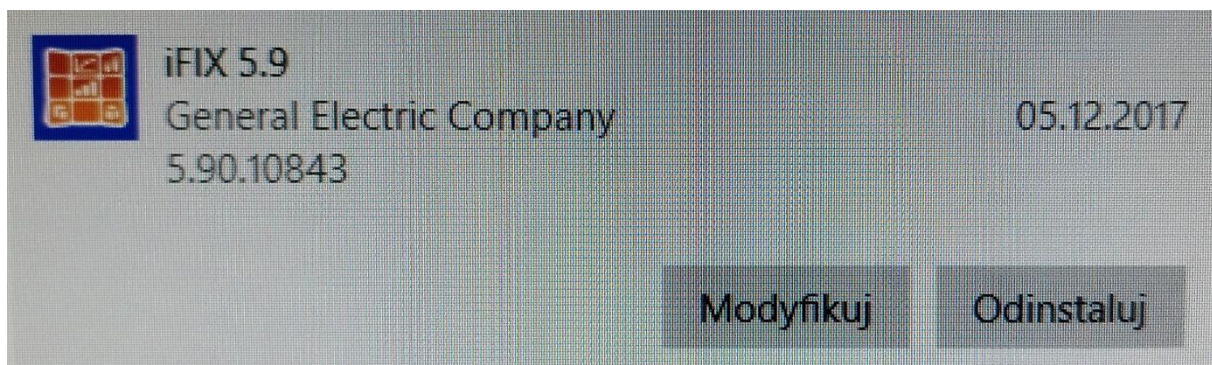 iFIX 5.9
General Electric Company 05.12.2017
5.90.10843
Modyfikuj Odinstaluj